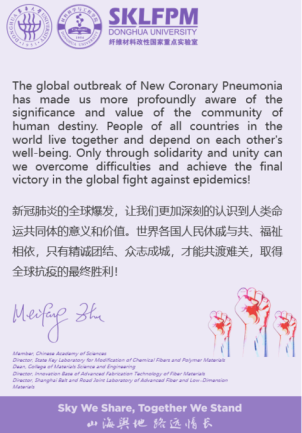 SKLFPM
DONGHUA UNIVERSITY
纤维材料改性国家重点实验室
The global outbreak of New Coronary Pneumonia
has made us more profoundly aware of the
significance and value of the community of
human destiny. People of all countries in the
world live together and depend on each other's
well-being. Only through solidarity and unity can
we overcome difficulties and achieve the final
victory in the global fight against epidemics!
新冠肺炎的全球爆发，让我们更加深刻的认识到人类命
运共同体的意义和价值。世界各国人民休戚与共、福祉
相依，只有精诚团结、众志成城，才能共渡难关，取得
全球抗疫的最终胜利！
Meifang Zhu
Member, Chinese Academy of Sciences
Director, State Key Laboratory for Modification of Chemical Fibers and Polymer Materials
Dean, College of Materials Science and Engineering
Director, Innovation Base of Advanced Fabrication Technology of Fiber Materials
Director, Shanghai Belt and Road Joint Laboratory of Advanced Fiber and Low-Dimension
Materials
Sky We Share, Together We Stand
山海与地 路远情长